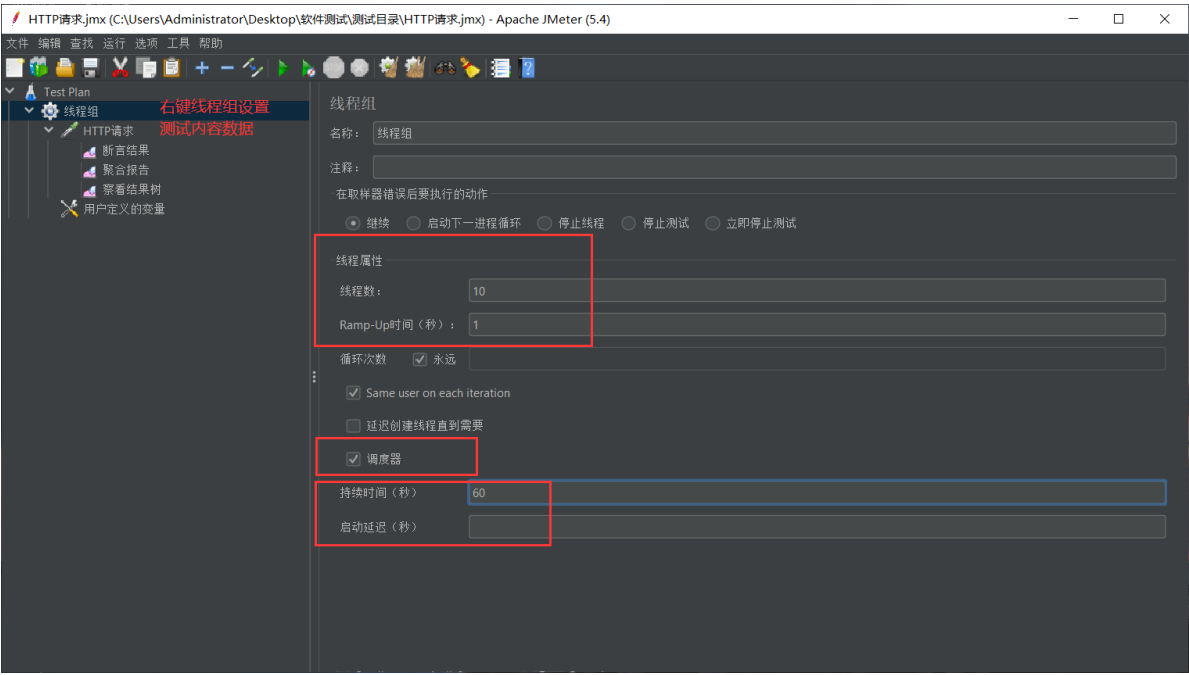 HTTP请求.jmx (C:\Users\Administrator\Desktop\软件测试\测试目录\HTTP请求.jmx) - Apache JMeter (5.4)
文件 编辑 查找 运行 选项 工具 帮助
Test Plan
线程组
右键线程组设置
测试内容数据
HTTP请求
断言结果
聚合报告
察看结果树
用户定义的变量
线程组
名称： 线程组
注释：
在取样器错误后要执行的动作
继续 启动下一进程循环 停止线程 停止测试 立即停止测试
线程属性
线程数： 10
Ramp-Up时间（秒）： 1
循环次数 永远
Same user on each iteration
延迟创建线程直到需要
调度器
持续时间（秒） 60
启动延迟（秒）